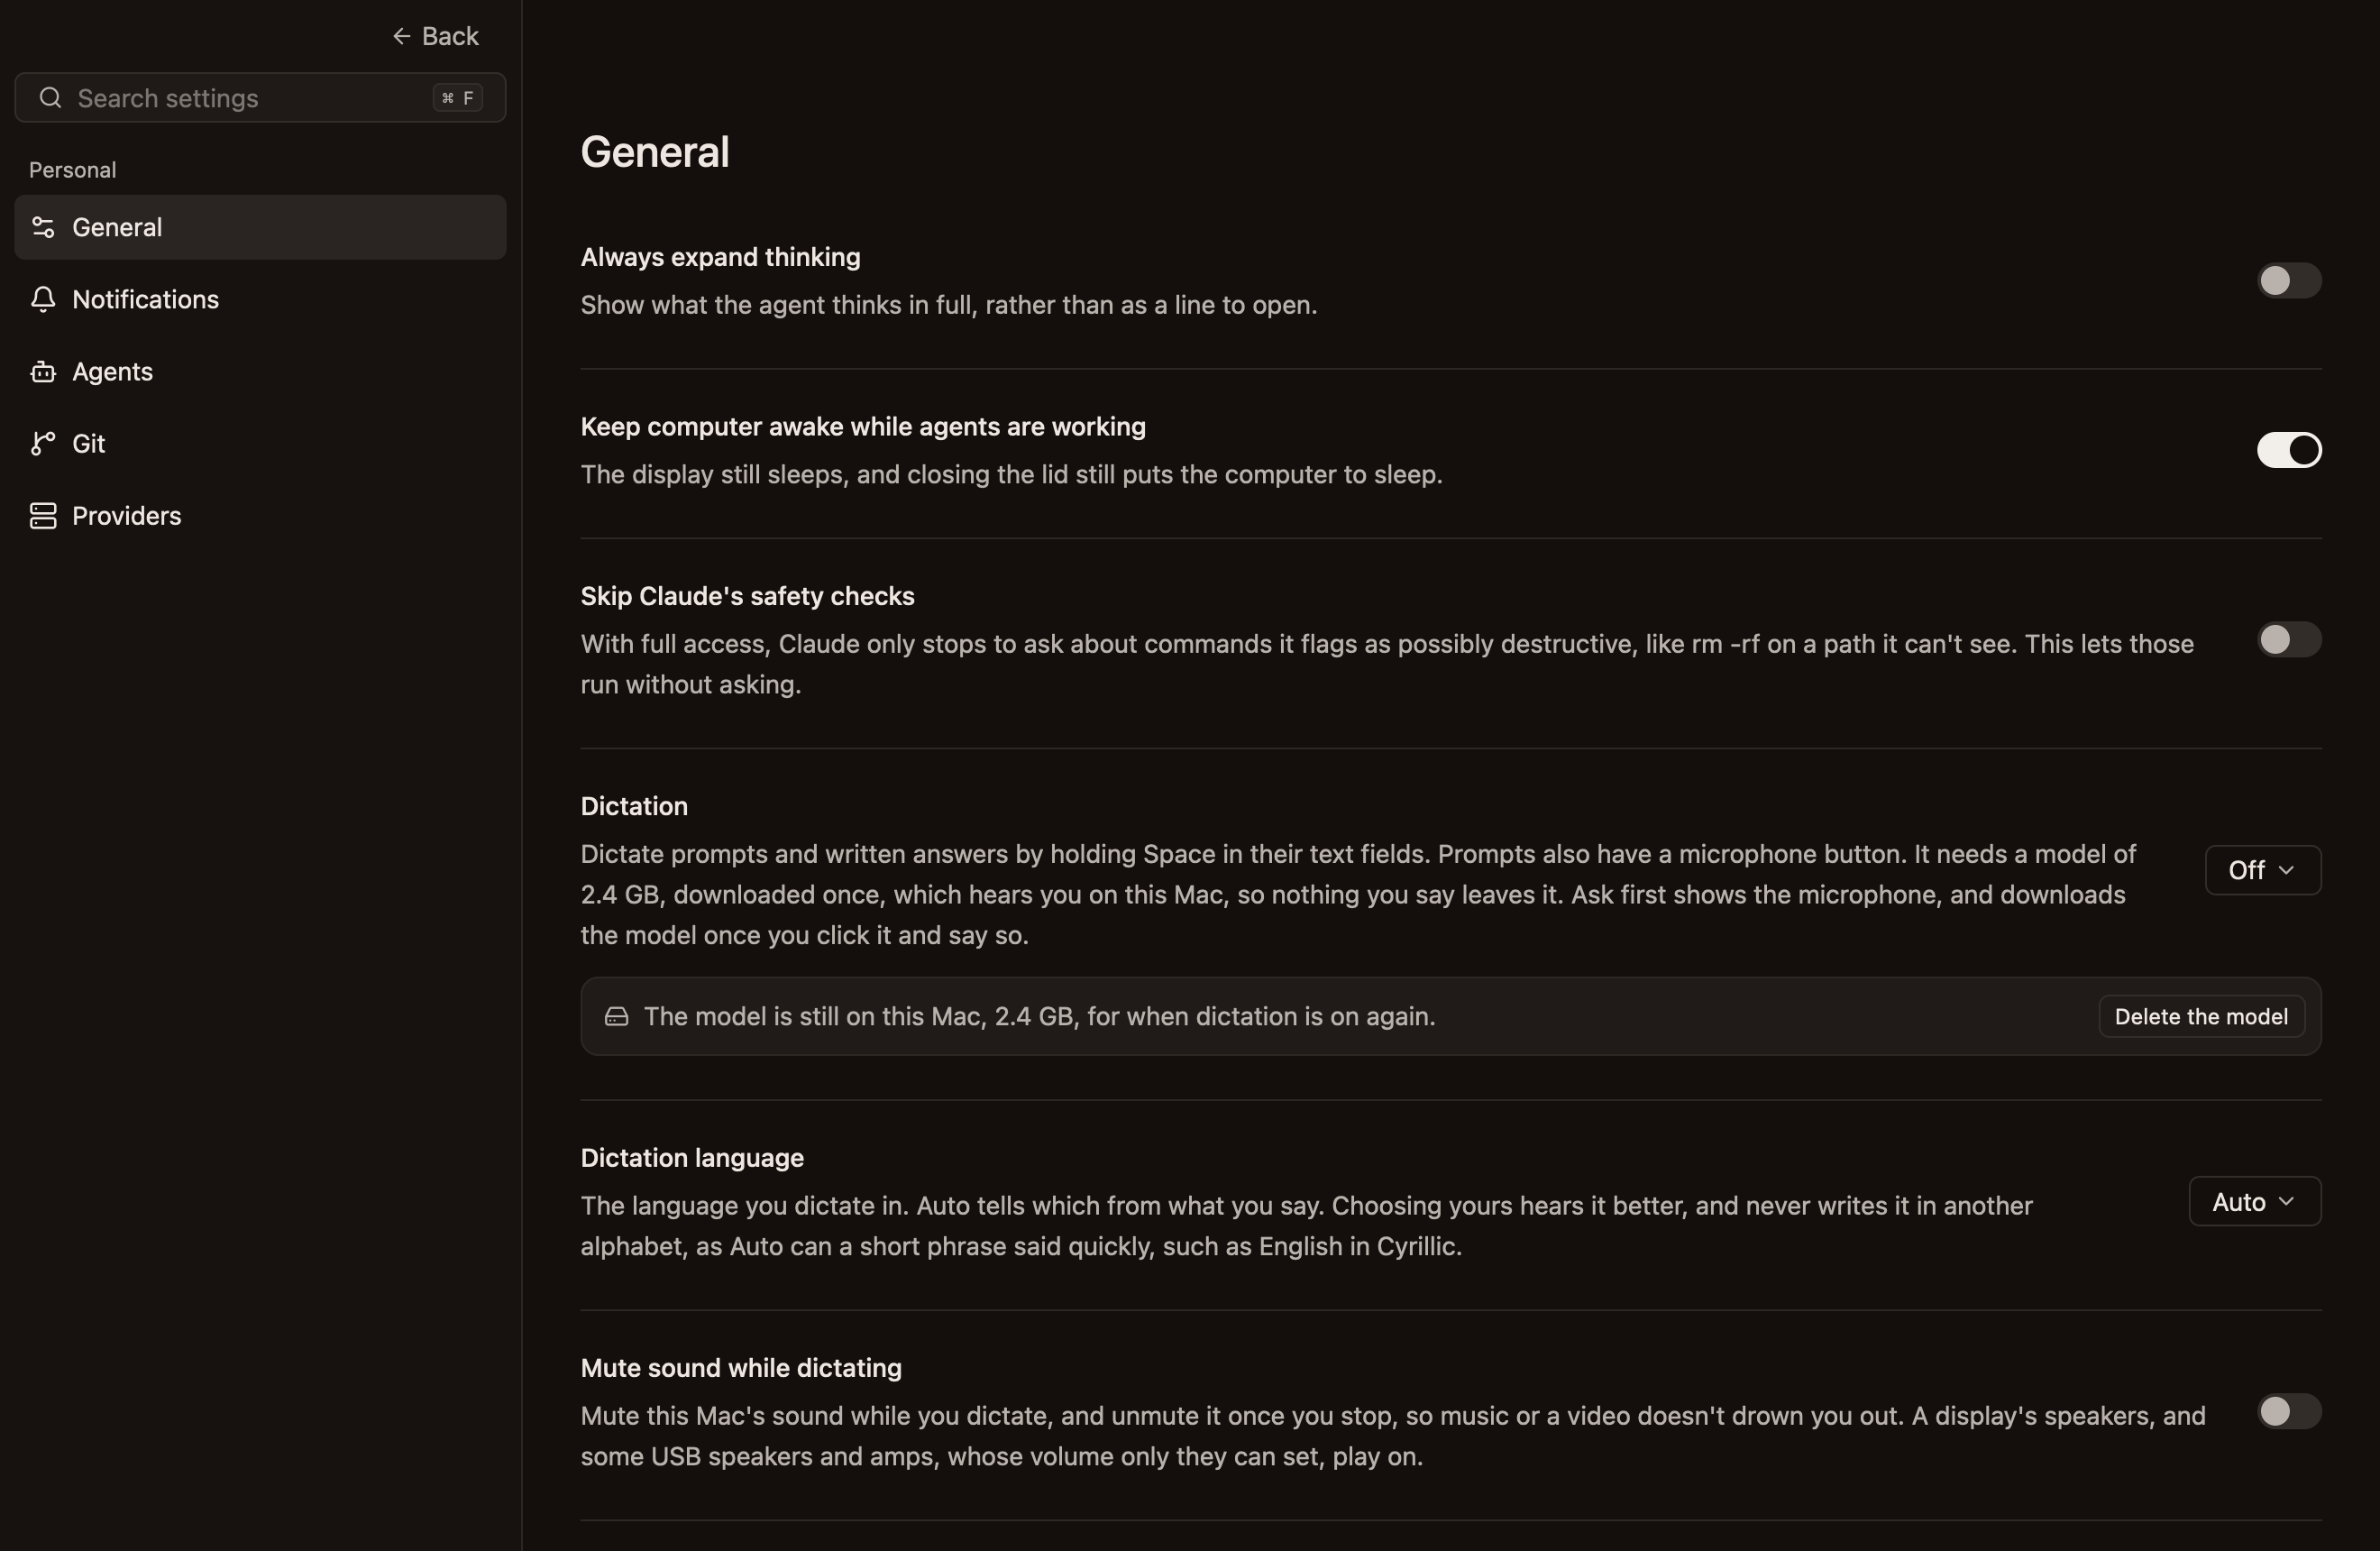 Back
Search settings
⌘ F
Personal
General
Notifications
Agents
Git
Providers
General
Always expand thinking
Show what the agent thinks in full, rather than as a line to open.
Keep computer awake while agents are working
The display still sleeps, and closing the lid still puts the computer to sleep.
Skip Claude's safety checks
With full access, Claude only stops to ask about commands it flags as possibly destructive, like rm -rf on a path it can't see. This lets those
run without asking.
Dictation
Dictate prompts and written answers by holding Space in their text fields. Prompts also have a microphone button. It needs a model of
2.4 GB, downloaded once, which hears you on this Mac, so nothing you say leaves it. Ask first shows the microphone, and downloads
the model once you click it and say so.
Off
The model is still on this Mac, 2.4 GB, for when dictation is on again.
Delete the model
Dictation language
The language you dictate in. Auto tells which from what you say. Choosing yours hears it better, and never writes it in another
alphabet, as Auto can a short phrase said quickly, such as English in Cyrillic.
Auto
Mute sound while dictating
Mute this Mac's sound while you dictate, and unmute it once you stop, so music or a video doesn't drown you out. A display's speakers, and
some USB speakers and amps, whose volume only they can set, play on.